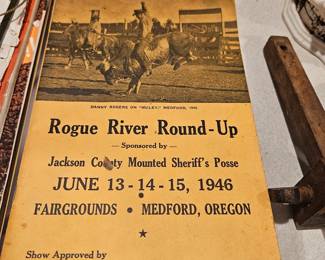 DANNY ROGERS ON "MULEY," MEDFORD, 1945
Rogue River Round-Up
— Sponsored by —
Jackson County Mounted Sheriff's Posse
JUNE 13-14-15, 1946
FAIRGROUNDS • MEDFORD, OREGON
★
Show Approved by